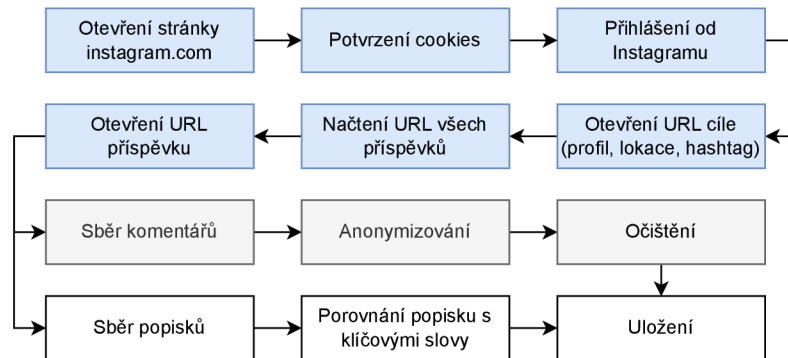 Otevření stránky
instagram.com
Potvrzení cookies
Přihlášení od
Instagramu
Otevření URL
příspěvku
Načtení URL všech
příspěvků
Otevření URL cíle
(profil, lokace, hashtag)
Sběr komentářů
Anonymizování
Očištění
Sběr popisků
Porovnání popisku s
klíčovými slovy
Uložení